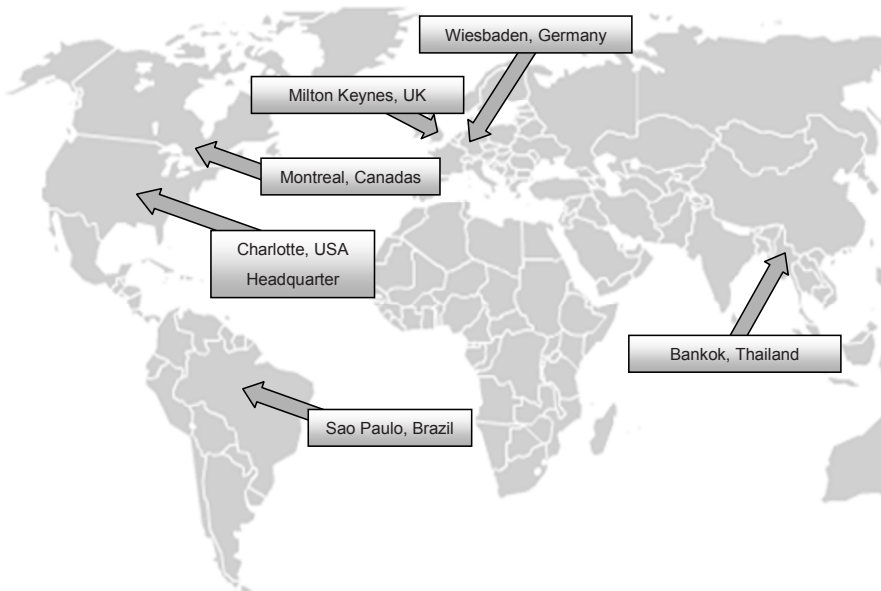 Wiesbaden, Germany
Milton Keynes, UK
Montreal, Canadas
Charlotte, USA
Headquarter
Bankok, Thailand
Sao Paulo, Brazil